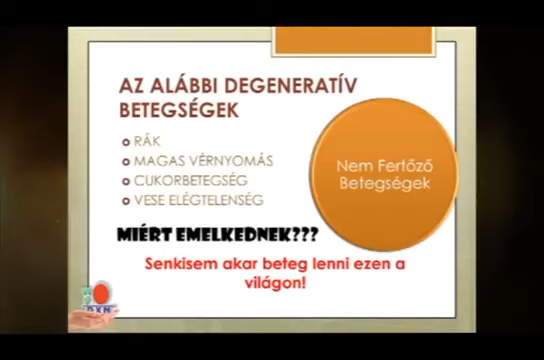 AZ ALÁBBI DEGENERATÍV
BETEGSÉGEK
RÁK
MAGAS VÉRNYOMÁS
CUKORBETEGSÉG
VESE ELÉGTELENSÉG
Nem Fertőző
Betegségek
MIÉRT EMELKEDNEK???
Senkisem akar beteg lenni ezen a
világon!
DXN